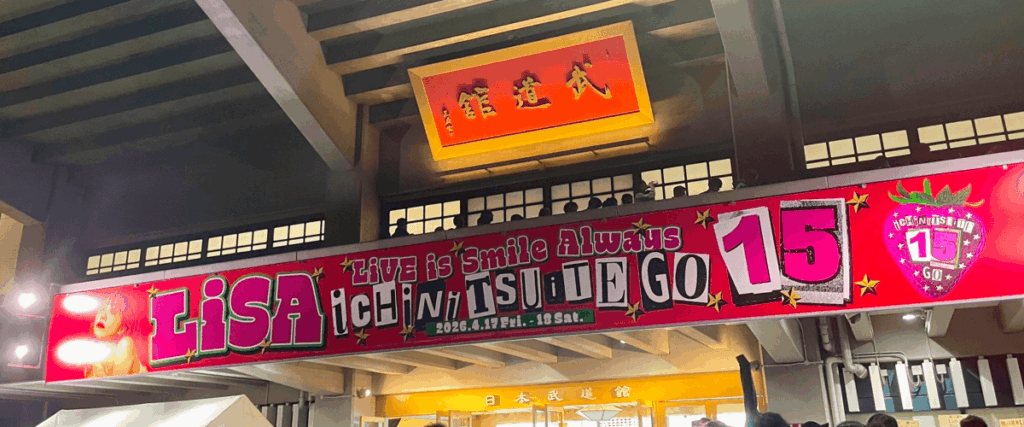 武道館
LiSA
LiVE is Smile Always
iCHiNiTSUiTE GO 15
2026.4.17 Fri. - 18 Sat.
15
GO
日本武道館